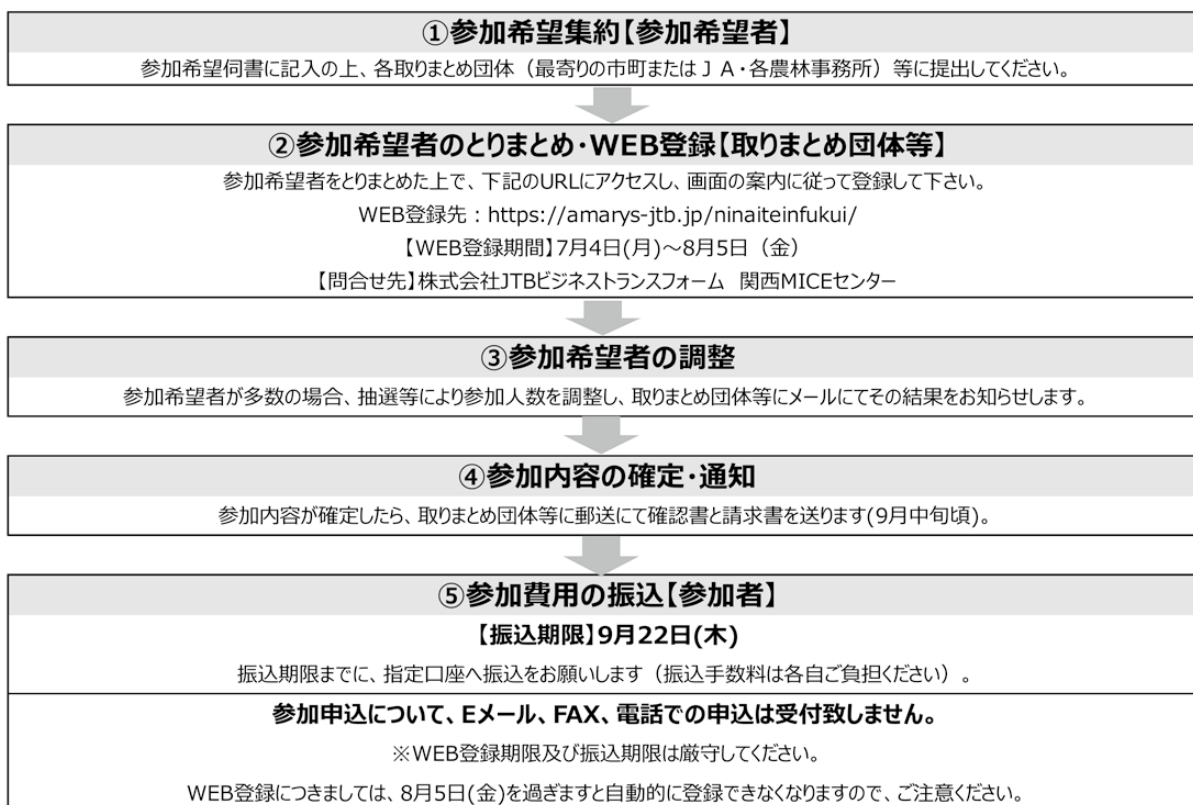 ①参加希望集約【参加希望者】
参加希望伺書に記入の上、各取りまとめ団体（最寄りの市町またはＪＡ・各農林事務所）等に提出してください。
②参加希望者のとりまとめ・WEB登録【取りまとめ団体等】
参加希望者をとりまとめた上で、下記のURLにアクセスし、画面の案内に従って登録して下さい。
WEB登録先：https://amarys-jtb.jp/ninaiteinfukui/
【WEB登録期間】7月4日(月)～8月5日（金）
【問合せ先】株式会社JTBビジネストランスフォーム　関西MICEセンター
③参加希望者の調整
参加希望者が多数の場合、抽選等により参加人数を調整し、取りまとめ団体等にメールにてその結果をお知らせします。
④参加内容の確定・通知
参加内容が確定したら、取りまとめ団体等に郵送にて確認書と請求書を送ります(9月中旬頃)。
⑤参加費用の振込【参加者】
【振込期限】9月22日(木)
振込期限までに、指定口座へ振込をお願いします（振込手数料は各自ご負担ください）。
参加申込について、Eメール、FAX、電話での申込は受付致しません。
※WEB登録期限及び振込期限は厳守してください。
WEB登録につきましては、8月5日(金)を過ぎますと自動的に登録できなくなりますので、ご注意ください。